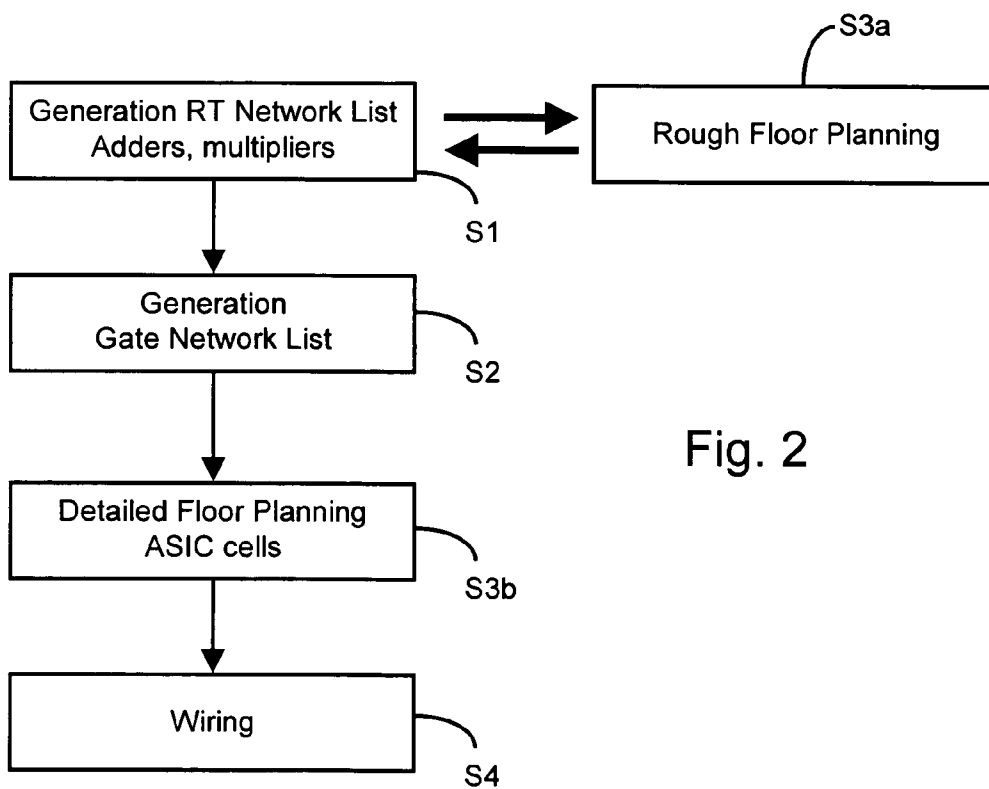 S3a
Generation RT Network List
Adders, multipliers
Rough Floor Planning
S1
Generation
Gate Network List
S2
Fig. 2
Detailed Floor Planning
ASIC cells
S3b
Wiring
S4